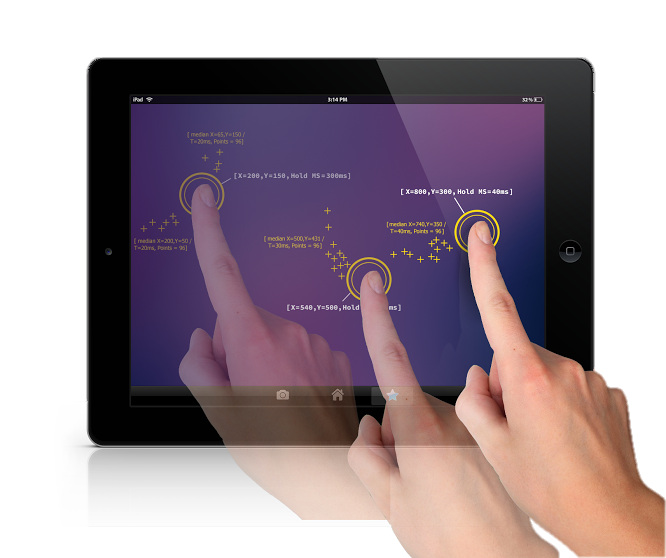 iPad 3:14 PM 32%
[ median X=65,Y=150 /
T=20ms, Points = 96]
[X=200,Y=150,Hold MS=300ms]
[X=800,Y=300,Hold MS=40ms]
[ median X=740,Y=350 /
T=40ms, Points = 96 ]
[ median X=200,Y=50 /
T=20ms, Points = 96]
[ median X=500,Y=431 /
T=30ms, Points = 96 ]
[X=540,Y=500,Hold ms]